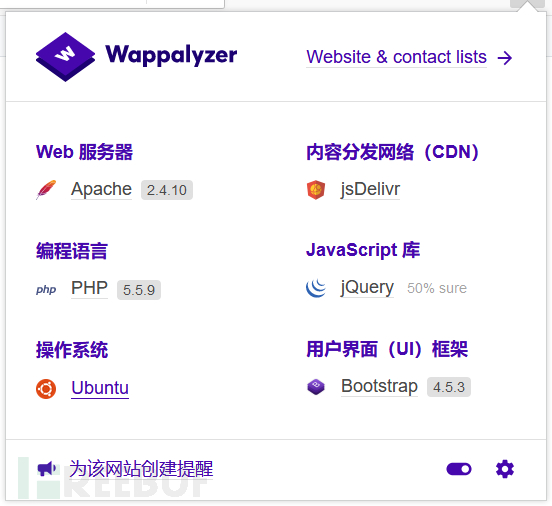 Wappalyzer
Website & contact lists →
Web 服务器
Apache 2.4.10
编程语言
php PHP 5.5.9
操作系统
Ubuntu
内容分发网络（CDN）
jsDelivr
JavaScript 库
jQuery 50% sure
用户界面（UI）框架
Bootstrap 4.5.3
为该网站创建提醒
FREEBUF